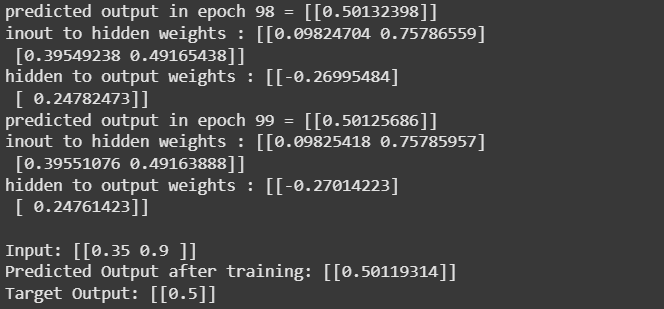 predicted output in epoch 98 = [[0.50132398]]
inout to hidden weights : [[0.09824704 0.75786559]
 [0.39549238 0.49165438]]
hidden to output weights : [[-0.26995484]
 [ 0.24782473]]
predicted output in epoch 99 = [[0.50125686]]
inout to hidden weights : [[0.09825418 0.75785957]
 [0.39551076 0.49163888]]
hidden to output weights : [[-0.27014223]
 [ 0.24761423]]

Input: [[0.35 0.9 ]]
Predicted Output after training: [[0.50119314]]
Target Output: [[0.5]]